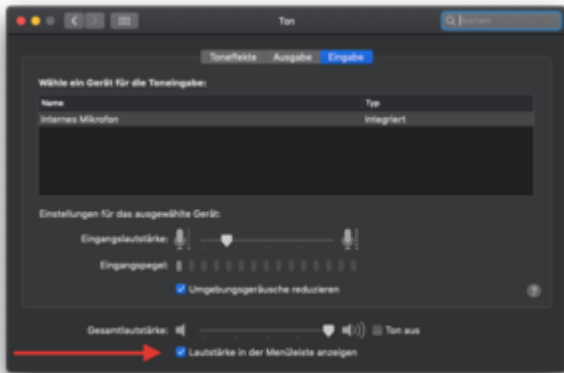 Ton
Suchen
Toneffekte Ausgabe Eingabe
Wähle ein Gerät für die Toneingabe:
Name Typ
Internes Mikrofon Integriert
Einstellungen für das ausgewählte Gerät:
Eingangslautstärke:
Eingangspegel:
Umgebungsgeräusche reduzieren
?
Gesamtlautstärke: Ton aus
Lautstärke in der Menüleiste anzeigen